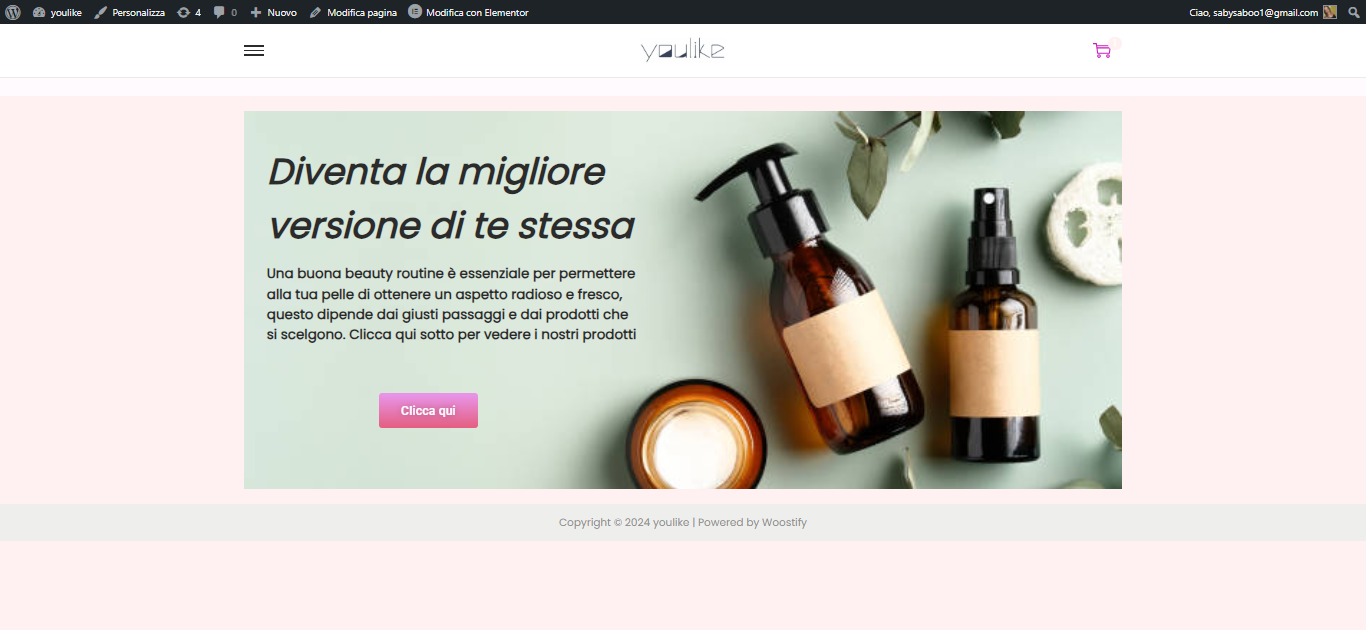 youlike Personalizza 4 0 Nuovo Modifica pagina Modifica con Elementor Ciao, sabysaboo1@gmail.com
youlike
Diventa la migliore
versione di te stessa
Una buona beauty routine è essenziale per permettere
alla tua pelle di ottenere un aspetto radioso e fresco,
questo dipende dai giusti passaggi e dai prodotti che
si scelgono. Clicca qui sotto per vedere i nostri prodotti
Clicca qui
Copyright © 2024 youlike | Powered by Woostify